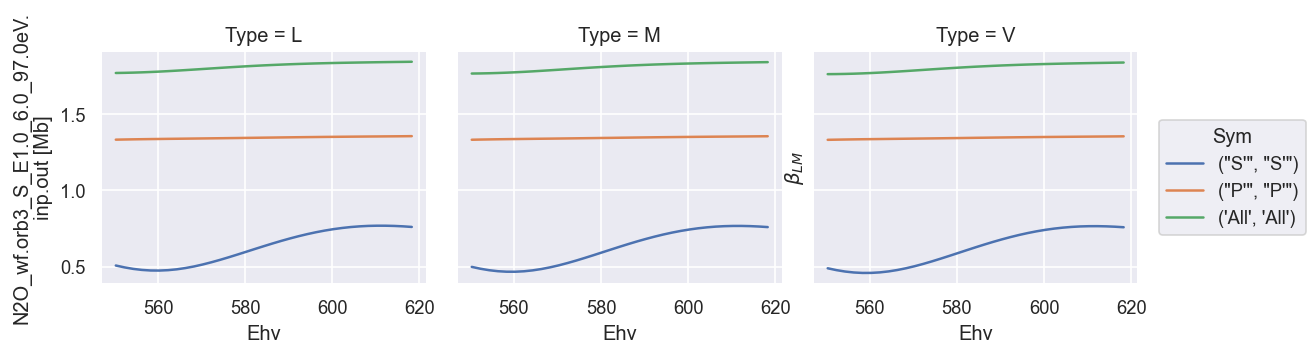 Type = L
Type = M
Type = V
N2O_wf.orb3_S_E1.0_6.0_97.0eV.
inp.out [Mb]
1.5
1.0
0.5
β_LM
560
580
600
620
560
580
600
620
560
580
600
620
Ehv
Ehv
Ehv
Sym
("S'", "S'")
("P'", "P'")
('All', 'All')